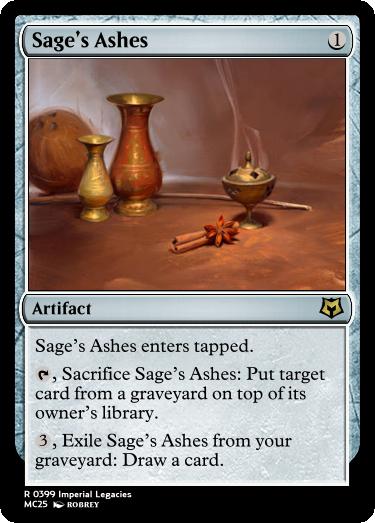 Sage's Ashes 1
Artifact
Sage's Ashes enters tapped.
, Sacrifice Sage's Ashes: Put target
card from a graveyard on top of its
owner's library.
3, Exile Sage's Ashes from your
graveyard: Draw a card.
R 0399 Imperial Legacies
MC25 ROBREY